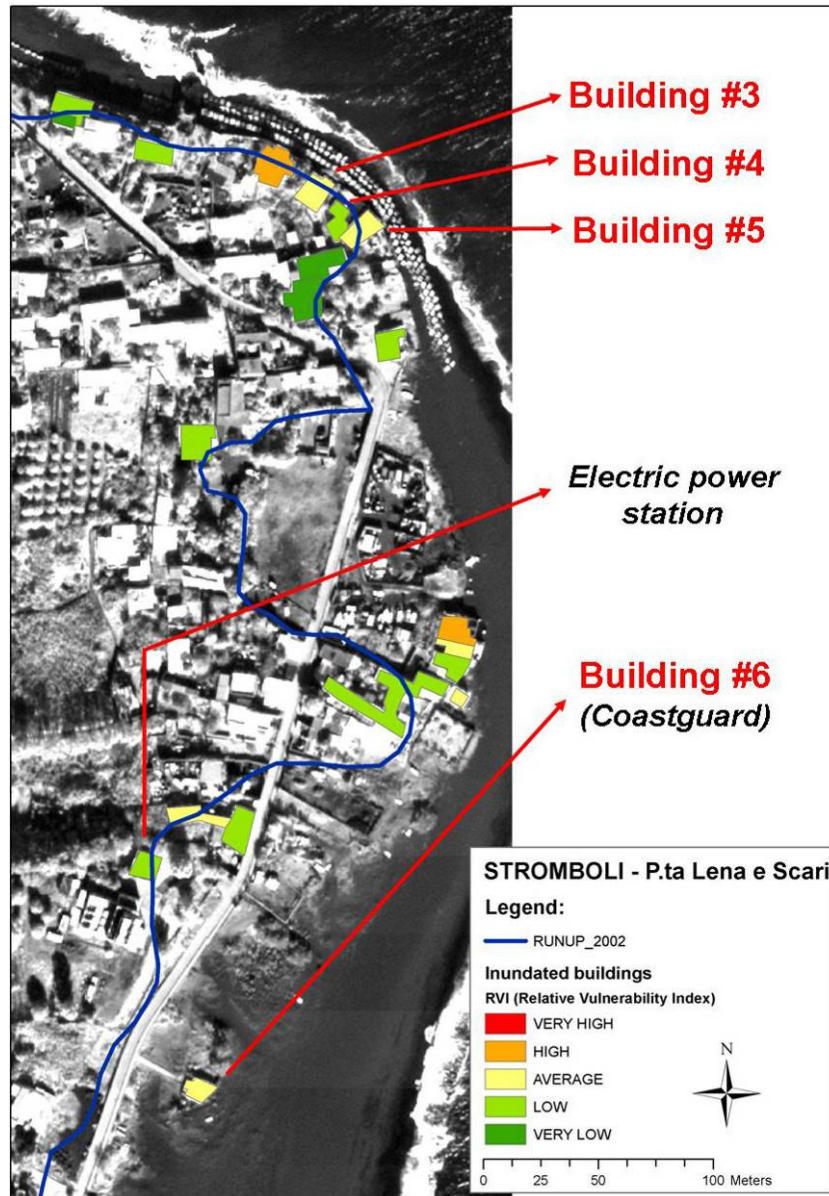 Building #3
Building #4
Building #5
Electric power
station
Building #6
(Coastguard)
STROMBOLI - P.ta Lena e Scari
Legend:
RUNUP_2002
Inundated buildings
RVI (Relative Vulnerability Index)
VERY HIGH
HIGH
AVERAGE
LOW
VERY LOW
N
0 25 50 100 Meters